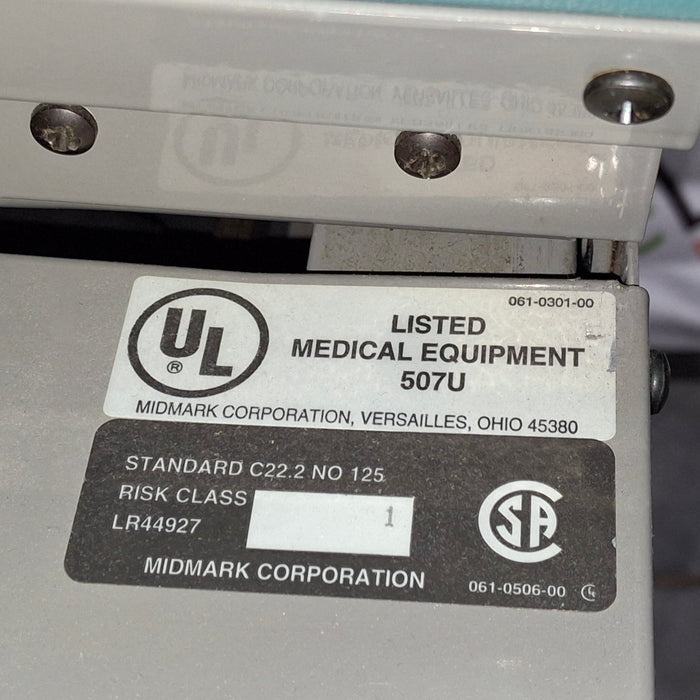 061-0301-00
UL
®
LISTED
MEDICAL EQUIPMENT
507U
MIDMARK CORPORATION, VERSAILLES, OHIO 45380
STANDARD C22.2 NO 125
RISK CLASS 1
LR44927
CSA
MIDMARK CORPORATION
061-0506-00